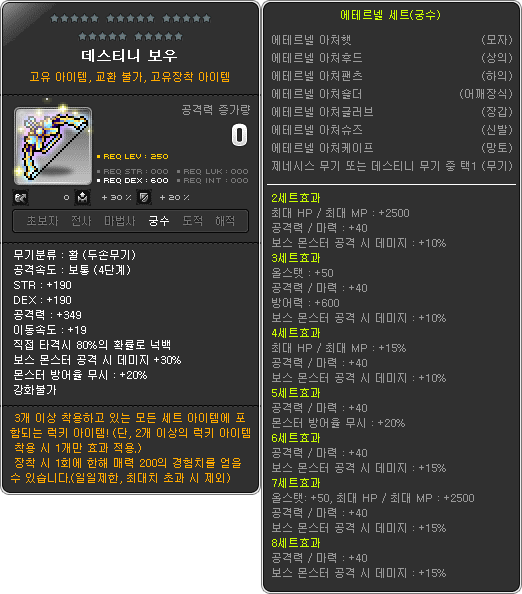 ★★★★★ ★★★★★ ★★★★★
★★★★★ ★★★★★
데스티니 보우
고유 아이템, 교환 불가, 고유장착 아이템
공격력 증가량
0
REQ LEV : 250
REQ STR : 000 REQ LUK : 000
REQ DEX : 600 REQ INT : 000
0 +30 % +20 %
초보자 전사 마법사 궁수 도적 해적
무기분류 : 활 (두손무기)
공격속도 : 보통 (4단계)
STR : +190
DEX : +190
공격력 : +349
이동속도 : +19
직접 타격시 80%의 확률로 넉백
보스 몬스터 공격 시 데미지 +30%
몬스터 방어율 무시 : +20%
강화불가
3개 이상 착용하고 있는 모든 세트 아이템에 포
함되는 럭키 아이템! (단, 2개 이상의 럭키 아이템
착용 시 1개만 효과 적용.)
장착 시 1회에 한해 매력 200의 경험치를 얻을
수 있습니다.(일일제한, 최대치 초과 시 제외)
에테르넬 세트(궁수)
에테르넬 아처햇 (모자)
에테르넬 아처후드 (상의)
에테르넬 아처팬츠 (하의)
에테르넬 아처숄더 (어깨장식)
에테르넬 아처글러브 (장갑)
에테르넬 아처슈즈 (신발)
에테르넬 아처케이프 (망토)
제네시스 무기 또는 데스티니 무기 중 택1 (무기)
2세트효과
최대 HP / 최대 MP : +2500
공격력 / 마력 : +40
보스 몬스터 공격 시 데미지 : +10%
3세트효과
올스탯 : +50
공격력 / 마력 : +40
방어력 : +600
보스 몬스터 공격 시 데미지 : +10%
4세트효과
최대 HP / 최대 MP : +15%
공격력 / 마력 : +40
보스 몬스터 공격 시 데미지 : +10%
5세트효과
공격력 / 마력 : +40
몬스터 방어율 무시 : +20%
6세트효과
공격력 / 마력 : +40
보스 몬스터 공격 시 데미지 : +15%
7세트효과
올스탯: +50, 최대 HP / 최대 MP : +2500
공격력 / 마력 : +40
보스 몬스터 공격 시 데미지 : +15%
8세트효과
공격력 / 마력 : +40
보스 몬스터 공격 시 데미지 : +15%